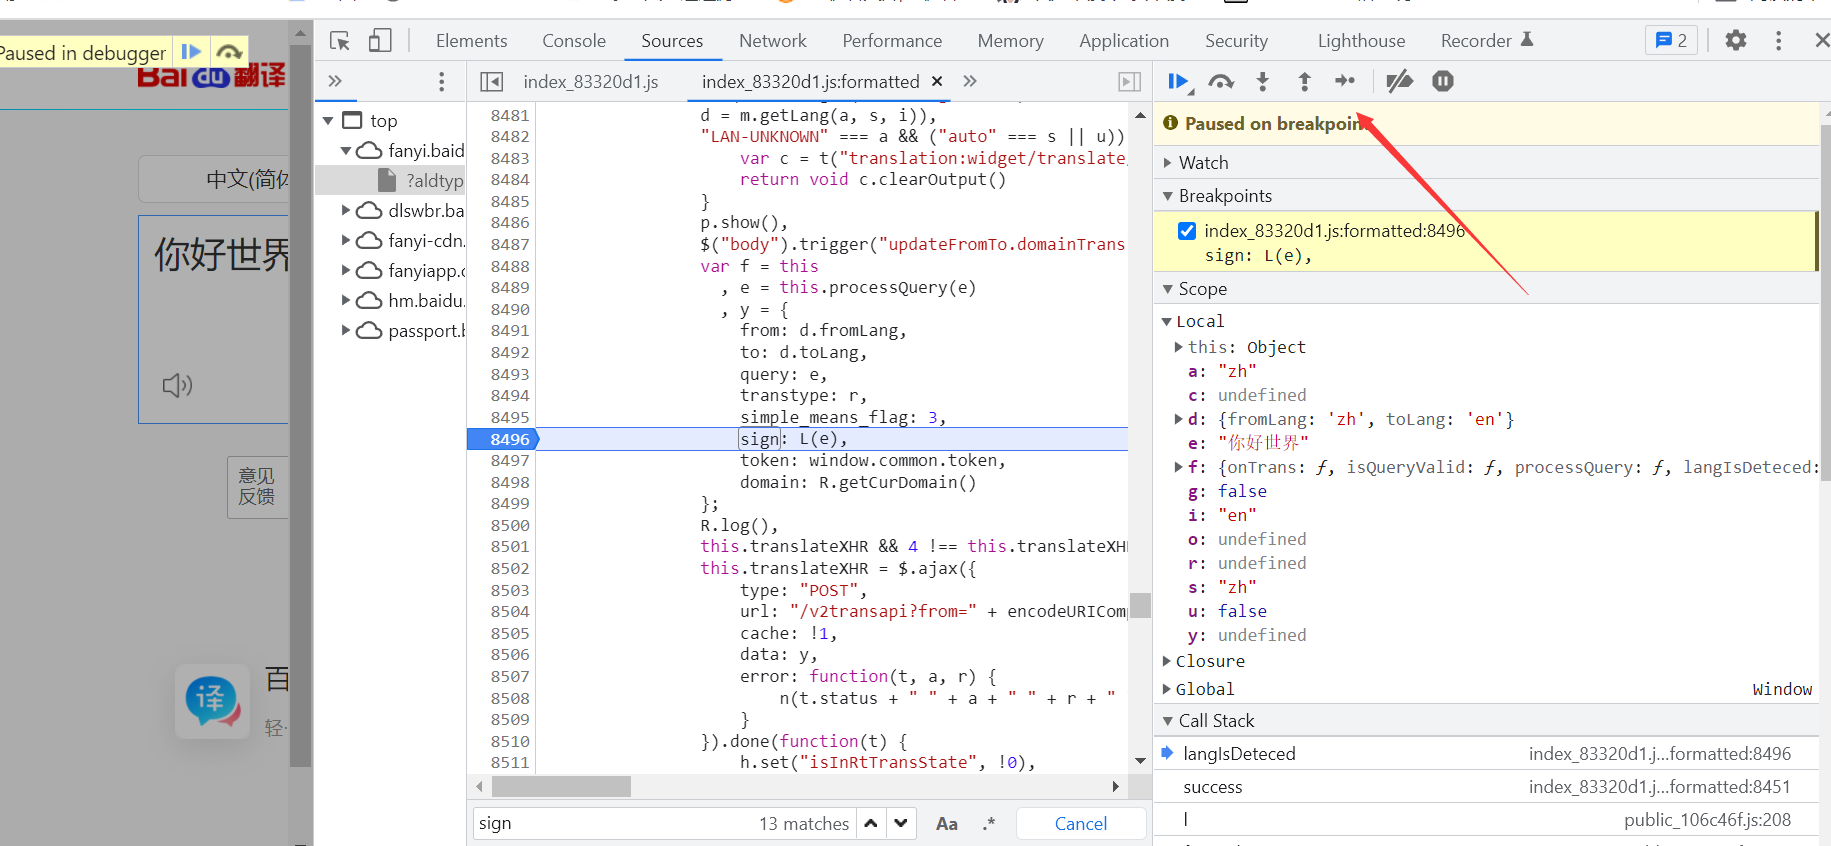 Paused in debugger
Baidu翻译
中文(简体
你好世界
意见
反馈
译
百
轻·
Elements
Console
Sources
Network
Performance
Memory
Application
Security
Lighthouse
Recorder
2
»
index_83320d1.js
index_83320d1.js:formatted
×
»
top
fanyi.baid
?aldtyp
dlswbr.ba
fanyi-cdn.
fanyiapp.c
hm.baidu.
passport.b
8481 d = m.getLang(a, s, i)),
8482 "LAN-UNKNOWN" === a && ("auto" === s || u))
8483 var c = t("translation:widget/translate/
8484 return void c.clearOutput()
8485 }
8486 p.show(),
8487 $("body").trigger("updateFromTo.domainTrans
8488 var f = this
8489 , e = this.processQuery(e)
8490 , y = {
8491 from: d.fromLang,
8492 to: d.toLang,
8493 query: e,
8494 transtype: r,
8495 simple_means_flag: 3,
8496 sign: L(e),
8497 token: window.common.token,
8498 domain: R.getCurDomain()
8499 };
8500 R.log(),
8501 this.translateXHR && 4 !== this.translateXH
8502 this.translateXHR = $.ajax({
8503 type: "POST",
8504 url: "/v2transapi?from=" + encodeURICom
8505 cache: !1,
8506 data: y,
8507 error: function(t, a, r) {
8508 n(t.status + " " + a + " " + r + "
8509 }
8510 }).done(function(t) {
8511 h.set("isInRtTransState", !0),
sign
13 matches
Aa
.*
Cancel
Paused on breakpoin
Watch
Breakpoints
index_83320d1.js:formatted:8496
sign: L(e),
Scope
Local
this: Object
a: "zh"
c: undefined
d: {fromLang: 'zh', toLang: 'en'}
e: "你好世界"
f: {onTrans: ƒ, isQueryValid: ƒ, processQuery: ƒ, langIsDeteced:
g: false
i: "en"
o: undefined
r: undefined
s: "zh"
u: false
y: undefined
Closure
Global Window
Call Stack
langIsDeteced index_83320d1.j...formatted:8496
success index_83320d1.j...formatted:8451
l public_106c46f.js:208